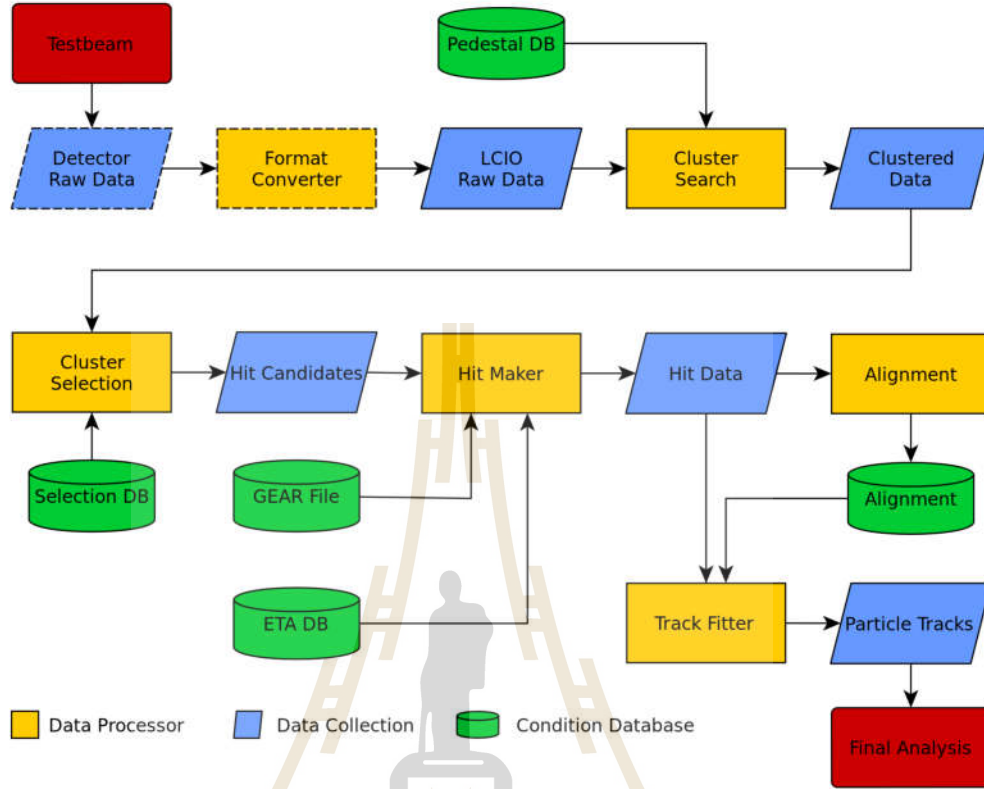 Testbeam
Pedestal DB
Detector
Raw Data
Format
Converter
LCIO
Raw Data
Cluster
Search
Clustered
Data
Cluster
Selection
Hit Candidates
Hit Maker
Hit Data
Alignment
Selection DB
GEAR File
Alignment
ETA DB
Track Fitter
Particle Tracks
Data Processor
Data Collection
Condition Database
Final Analysis